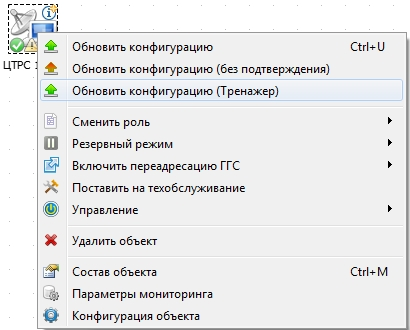 ЦТРС 1
Обновить конфигурацию Ctrl+U
Обновить конфигурацию (без подтверждения)
Обновить конфигурацию (Тренажер)
Сменить роль
Резервный режим
Включить переадресацию ГГС
Поставить на техобслуживание
Управление
Удалить объект
Состав объекта Ctrl+M
Параметры мониторинга
Конфигурация объекта